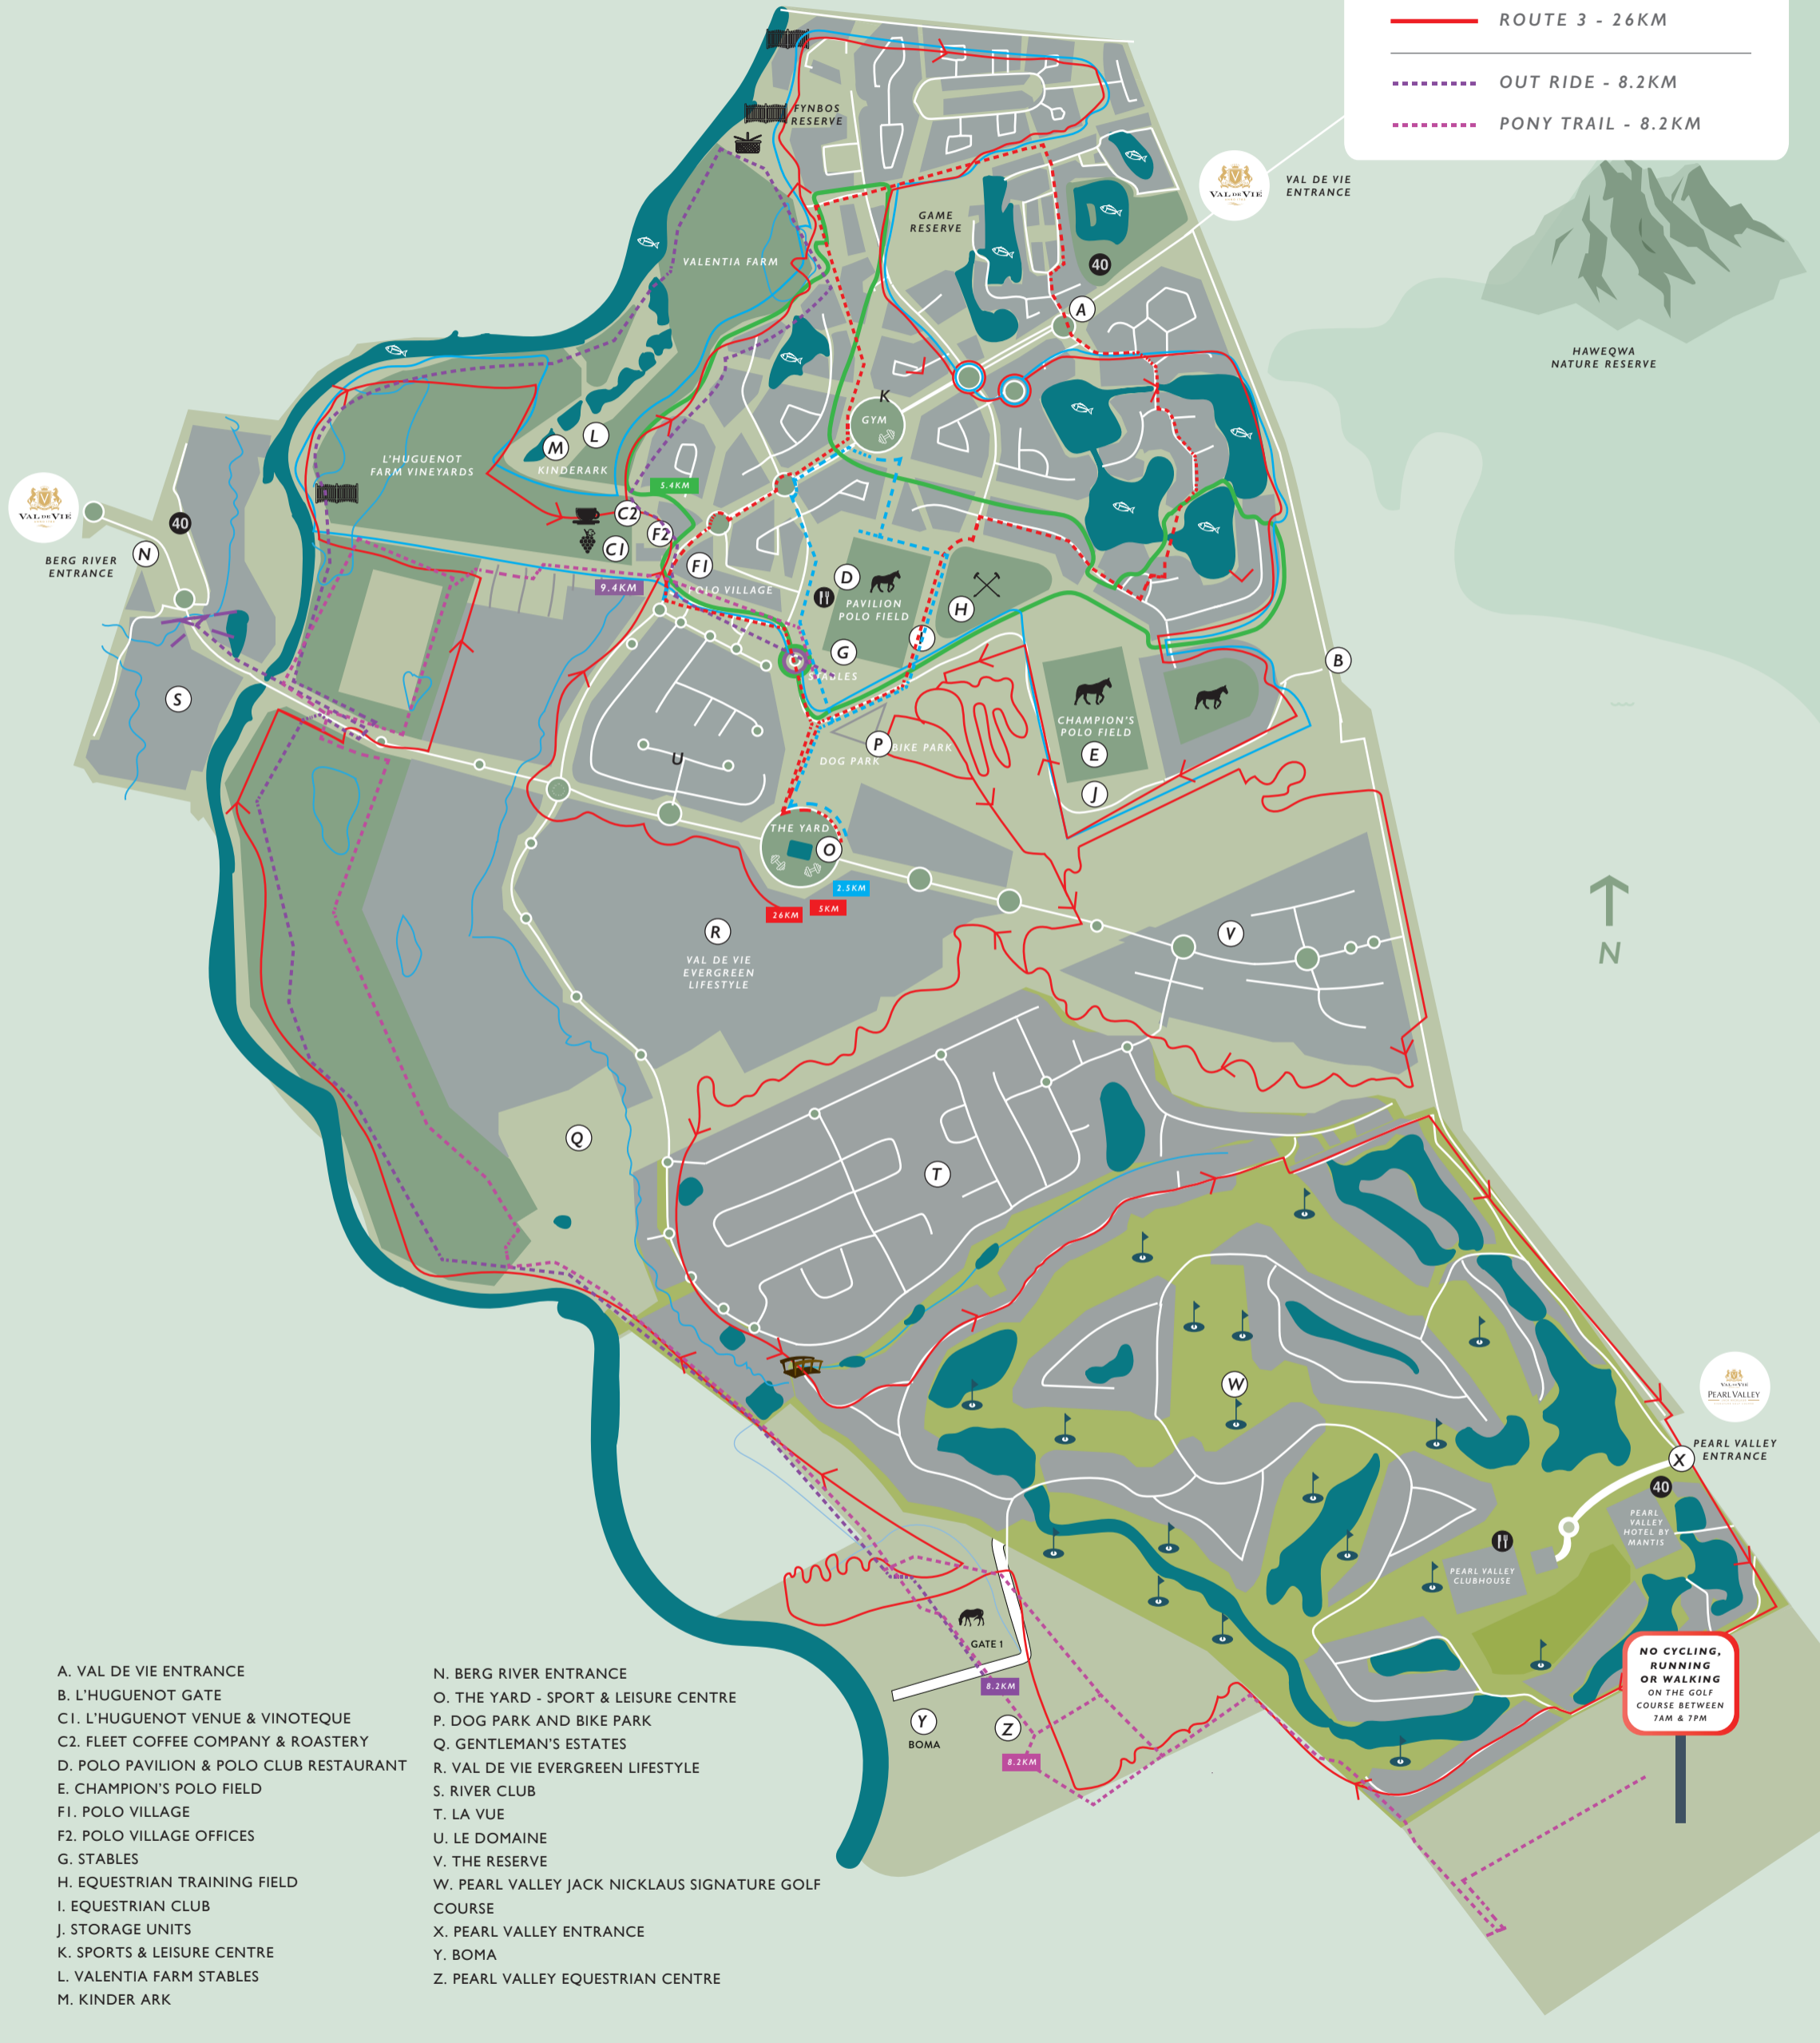 ROUTE 3 - 26KM
OUT RIDE - 8.2KM
PONY TRAIL - 8.2KM
FYNBOS
RESERVE
VAL DE VIE
VAL DE VIE
ENTRANCE
GAME
RESERVE
VALENTIA FARM
40
A
HAWEQWA
NATURE RESERVE
K
GYM
M
L
KINDERARK
L'HUGUENOT
FARM VINEYARDS
5.4KM
VAL DE VIE
40
N
BERG RIVER
ENTRANCE
C2
F2
C1
F1
9.4KM
POLO VILLAGE
D
PAVILION
POLO FIELD
H
G
STABLES
B
S
CHAMPION'S
POLO FIELD
E
J
P
BIKE PARK
DOG PARK
U
THE YARD
O
2.5KM
26KM
5KM
R
VAL DE VIE
EVERGREEN
LIFESTYLE
V
N
Q
T
W
VAL DE VIE
PEARL VALLEY
PEARL VALLEY
ENTRANCE
X
40
PEARL
VALLEY
HOTEL BY
MANTIS
PEARL VALLEY
CLUBHOUSE
GATE 1
8.2KM
Y
BOMA
Z
8.2KM
NO CYCLING,
RUNNING
OR WALKING
ON THE GOLF
COURSE BETWEEN
7AM & 7PM
A. VAL DE VIE ENTRANCE
B. L'HUGUENOT GATE
C1. L'HUGUENOT VENUE & VINOTEQUE
C2. FLEET COFFEE COMPANY & ROASTERY
D. POLO PAVILION & POLO CLUB RESTAURANT
E. CHAMPION'S POLO FIELD
F1. POLO VILLAGE
F2. POLO VILLAGE OFFICES
G. STABLES
H. EQUESTRIAN TRAINING FIELD
I. EQUESTRIAN CLUB
J. STORAGE UNITS
K. SPORTS & LEISURE CENTRE
L. VALENTIA FARM STABLES
M. KINDER ARK
N. BERG RIVER ENTRANCE
O. THE YARD - SPORT & LEISURE CENTRE
P. DOG PARK AND BIKE PARK
Q. GENTLEMAN'S ESTATES
R. VAL DE VIE EVERGREEN LIFESTYLE
S. RIVER CLUB
T. LA VUE
U. LE DOMAINE
V. THE RESERVE
W. PEARL VALLEY JACK NICKLAUS SIGNATURE GOLF
COURSE
X. PEARL VALLEY ENTRANCE
Y. BOMA
Z. PEARL VALLEY EQUESTRIAN CENTRE